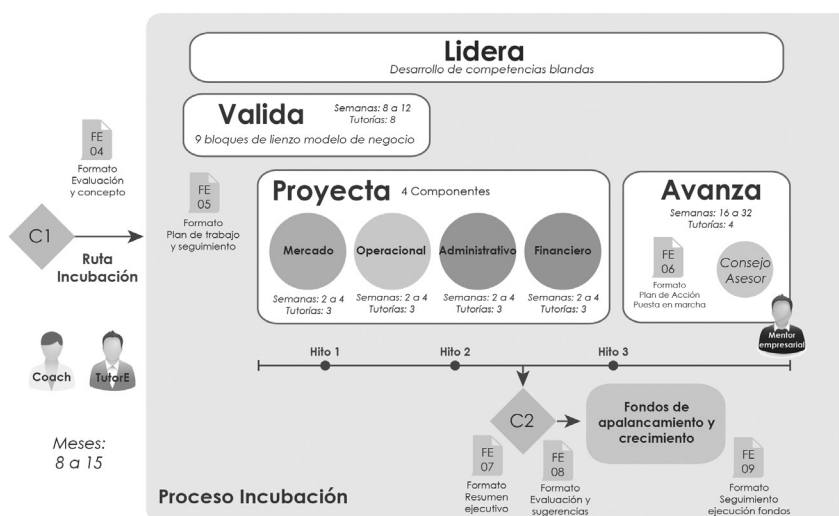 Lidera
Desarrollo de competencias blandas
Valida
Semanas: 8 a 12
Tutorías: 8
9 bloques de lienzo modelo de negocio
FE
04
Formato
Evaluación
y concepto
C1
Ruta
Incubación
FE
05
Formato
Plan de trabajo
y seguimiento
Proyecta 4 Componentes
Mercado
Semanas: 2 a 4
Tutorías: 3
Operacional
Semanas: 2 a 4
Tutorías: 3
Administrativo
Semanas: 2 a 4
Tutorías: 3
Financiero
Semanas: 2 a 4
Tutorías: 3
Avanza
Semanas: 16 a 32
Tutorías: 4
FE
06
Formato
Plan de Acción
Puesta en marcha
Consejo
Asesor
Mentor
empresarial
Coach
TutorE
Meses:
8 a 15
Hito 1
Hito 2
Hito 3
C2
Fondos de
apalancamiento y
crecimiento
FE
07
Formato
Resumen
ejecutivo
FE
08
Formato
Evaluación y
sugerencias
FE
09
Formato
Seguimiento
ejecución fondos
Proceso Incubación